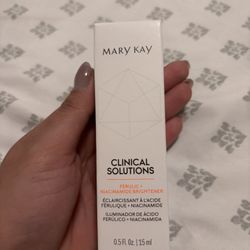 MARY KAY
CLINICAL
SOLUTIONS
FERULIC +
NIACINAMIDE BRIGHTENER
ÉCLAIRCISSANT À L'ACIDE
FÉRULIQUE + NIACINAMIDE
ILUMINADOR DE ÁCIDO
FERÚLICO + NIACINAMIDA
0.5 FL. OZ. / 15 ml